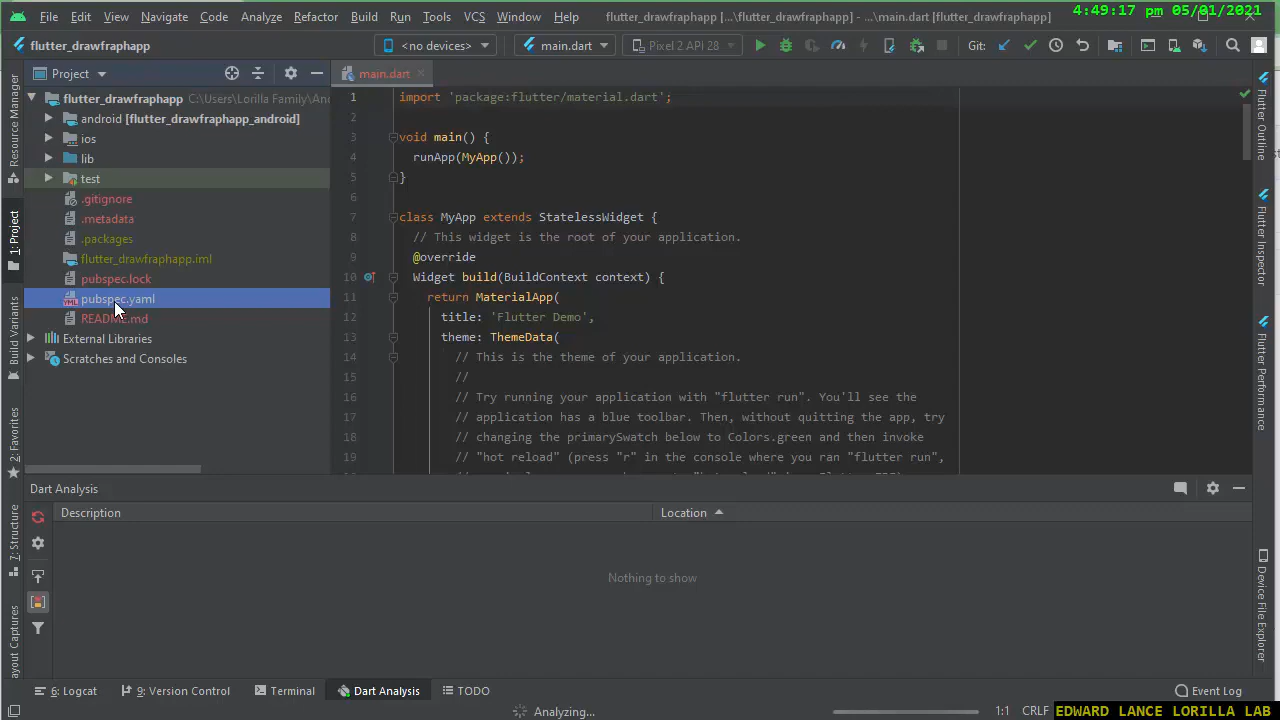 File Edit View Navigate Code Analyze Refactor Build Run Tools VCS Window Help flutter_drawfraphapp [...\flutter_drawfraphapp] - ...\main.dart [flutter_drawfraphapp]
4:49:17 pm 05/01/2021
flutter_drawfraphapp <no devices> main.dart Pixel 2 API 28 Git:
Project
main.dart
flutter_drawfraphapp C:\Users\Lorilla Family\An
android [flutter_drawfraphapp_android]
ios
lib
test
.gitignore
.metadata
.packages
flutter_drawfraphapp.iml
pubspec.lock
pubspec.yaml
README.md
External Libraries
Scratches and Consoles
1 import 'package:flutter/material.dart';
2
3 void main() {
4 runApp(MyApp());
5 }
6
7 class MyApp extends StatelessWidget {
8 // This widget is the root of your application.
9 @override
10 Widget build(BuildContext context) {
11 return MaterialApp(
12 title: 'Flutter Demo',
13 theme: ThemeData(
14 // This is the theme of your application.
15 //
16 // Try running your application with "flutter run". You'll see the
17 // application has a blue toolbar. Then, without quitting the app, try
18 // changing the primarySwatch below to Colors.green and then invoke
19 // "hot reload" (press "r" in the console where you ran "flutter run",
Resource Manager
1: Project
Build Variants
2: Favorites
7: Structure
ayout Captures
Flutter Outline
Flutter Inspector
Flutter Performance
Device File Explorer
Dart Analysis
Description Location
Nothing to show
6: Logcat 9: Version Control Terminal Dart Analysis TODO Event Log
Analyzing... 1:1 CRLF EDWARD LANCE LORILLA LAB